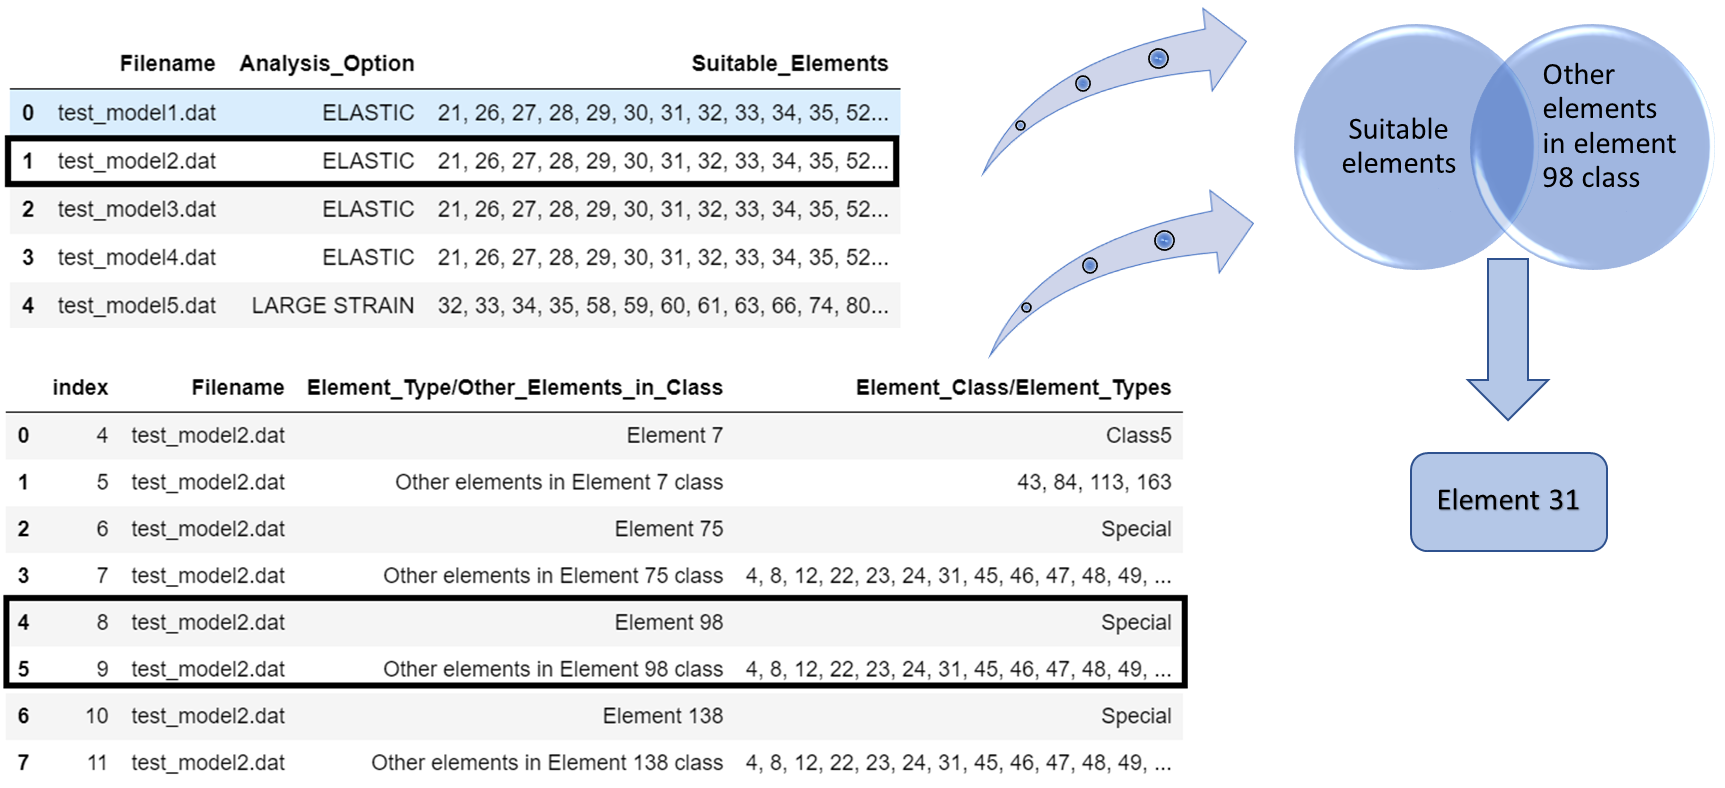 Filename Analysis_Option Suitable_Elements
0 test_model1.dat ELASTIC 21, 26, 27, 28, 29, 30, 31, 32, 33, 34, 35, 52...
1 test_model2.dat ELASTIC 21, 26, 27, 28, 29, 30, 31, 32, 33, 34, 35, 52...
2 test_model3.dat ELASTIC 21, 26, 27, 28, 29, 30, 31, 32, 33, 34, 35, 52...
3 test_model4.dat ELASTIC 21, 26, 27, 28, 29, 30, 31, 32, 33, 34, 35, 52...
4 test_model5.dat LARGE STRAIN 32, 33, 34, 35, 58, 59, 60, 61, 63, 66, 74, 80...
index Filename Element_Type/Other_Elements_in_Class Element_Class/Element_Types
0 4 test_model2.dat Element 7 Class5
1 5 test_model2.dat Other elements in Element 7 class 43, 84, 113, 163
2 6 test_model2.dat Element 75 Special
3 7 test_model2.dat Other elements in Element 75 class 4, 8, 12, 22, 23, 24, 31, 45, 46, 47, 48, 49, ...
4 8 test_model2.dat Element 98 Special
5 9 test_model2.dat Other elements in Element 98 class 4, 8, 12, 22, 23, 24, 31, 45, 46, 47, 48, 49, ...
6 10 test_model2.dat Element 138 Special
7 11 test_model2.dat Other elements in Element 138 class 4, 8, 12, 22, 23, 24, 31, 45, 46, 47, 48, 49, ...
Suitable
elements
Other
elements
in element
98 class
Element 31